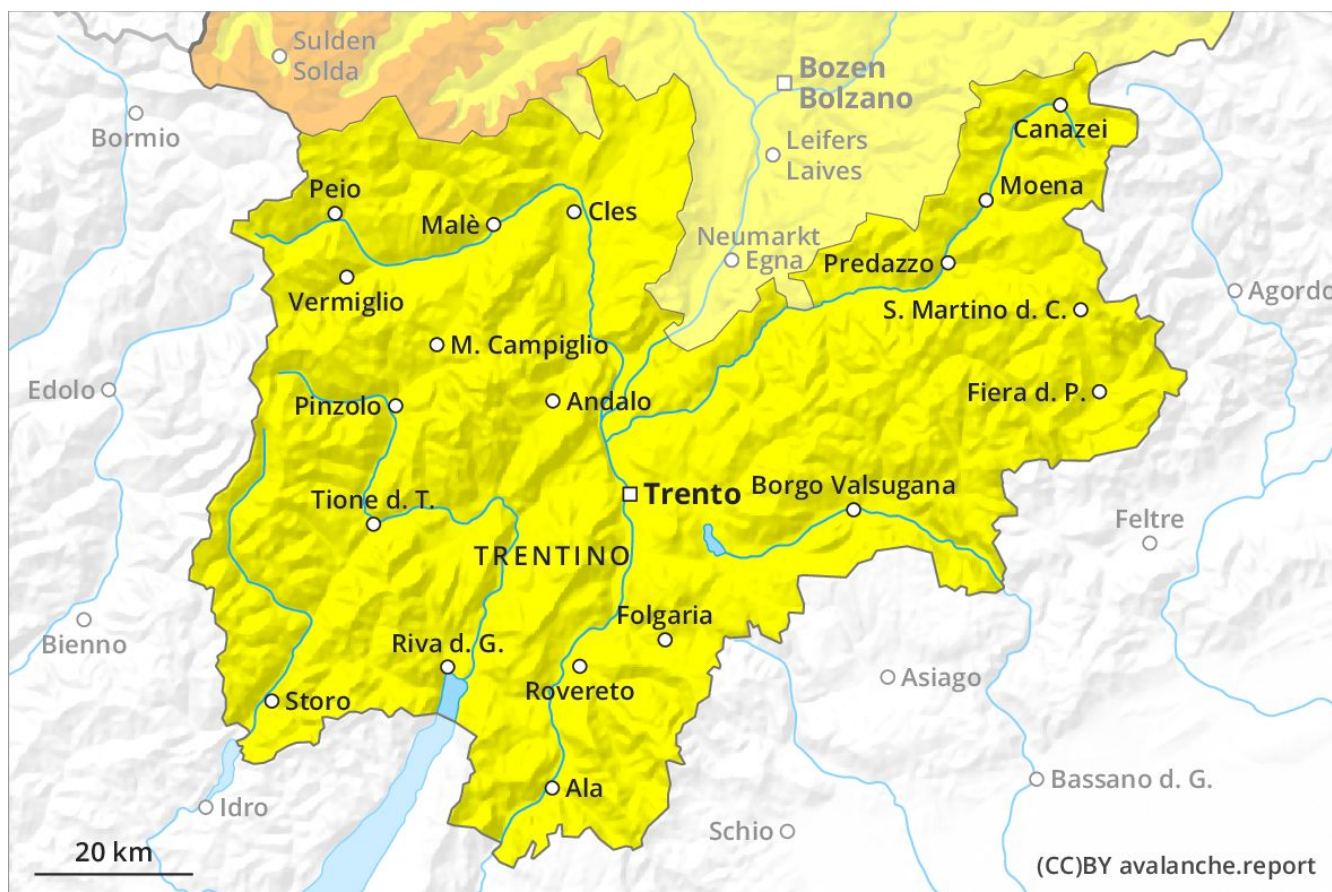 Sulden
Solda
Bozen
Bolzano
Canazei
Bormio
Leifers
Laives
Peio
Moena
Malè
Cles
Neumarkt
Egna
Predazzo
Vermiglio
S. Martino d. C.
Agordo
M. Campiglio
Edolo
Pinzolo
Andalo
Fiera d. P.
Tione d. T.
Trento
Borgo Valsugana
Feltre
TRENTINO
Folgaria
Bienno
Riva d. G.
Rovereto
Asiago
Storo
Bassano d. G.
Ala
Idro
Schio
20 km
(CC)BY avalanche.report